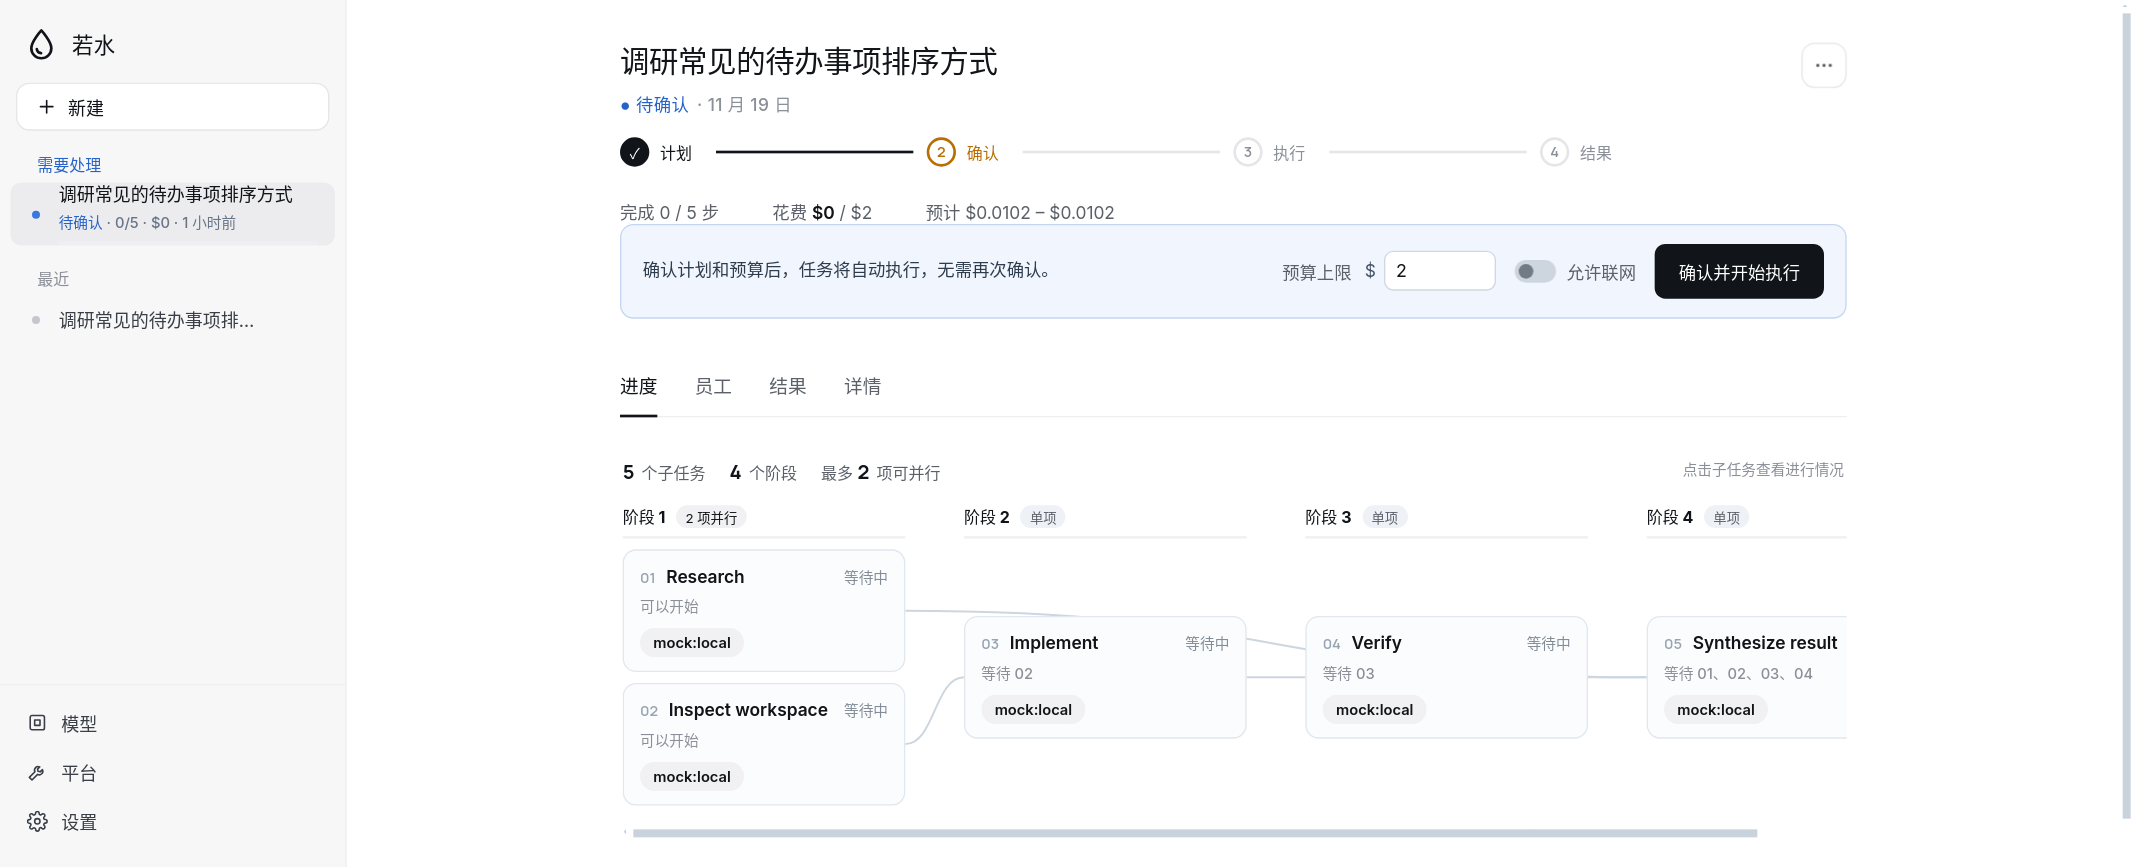 若水
新建
需要处理
调研常见的待办事项排序方式
待确认 · 0/5 · $0 · 1 小时前
最近
调研常见的待办事项排...
模型
平台
设置
调研常见的待办事项排序方式
待确认 · 11 月 19 日
✓ 计划 2 确认 3 执行 4 结果
完成 0 / 5 步 花费 $0 / $2 预计 $0.0102 – $0.0102
确认计划和预算后，任务将自动执行，无需再次确认。 预算上限 $ 2 允许联网 确认并开始执行
进度 员工 结果 详情
5 个子任务 4 个阶段 最多 2 项可并行 点击子任务查看进行情况
阶段 1 2 项并行 阶段 2 单项 阶段 3 单项 阶段 4 单项
01 Research 等待中
可以开始
mock:local
02 Inspect workspace 等待中
可以开始
mock:local
03 Implement 等待中
等待 02
mock:local
04 Verify 等待中
等待 03
mock:local
05 Synthesize result
等待 01、02、03、04
mock:local